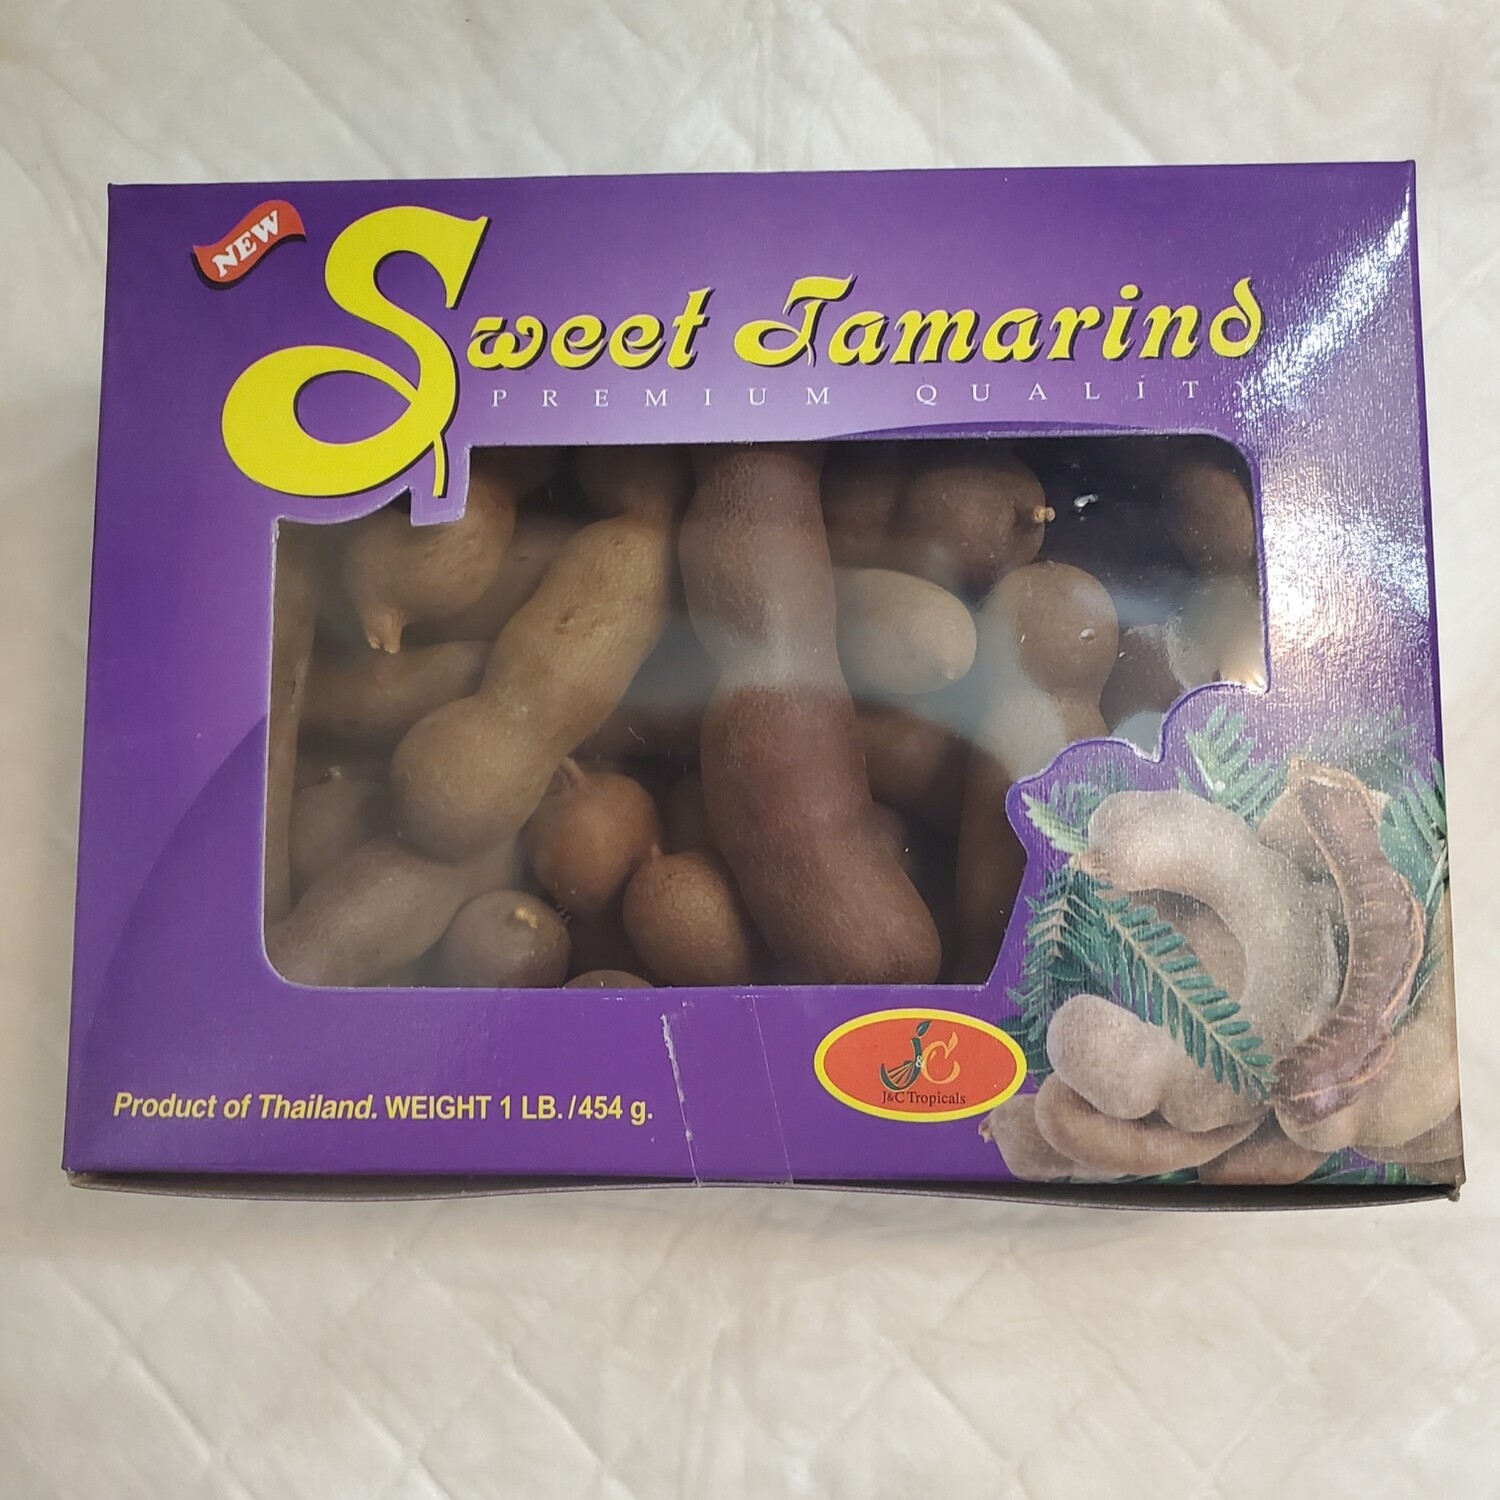 NEW
Sweet Tamarind
PREMIUM QUALITY
Product of Thailand. WEIGHT 1 LB. / 454 g.
J&C
J&C Tropicals